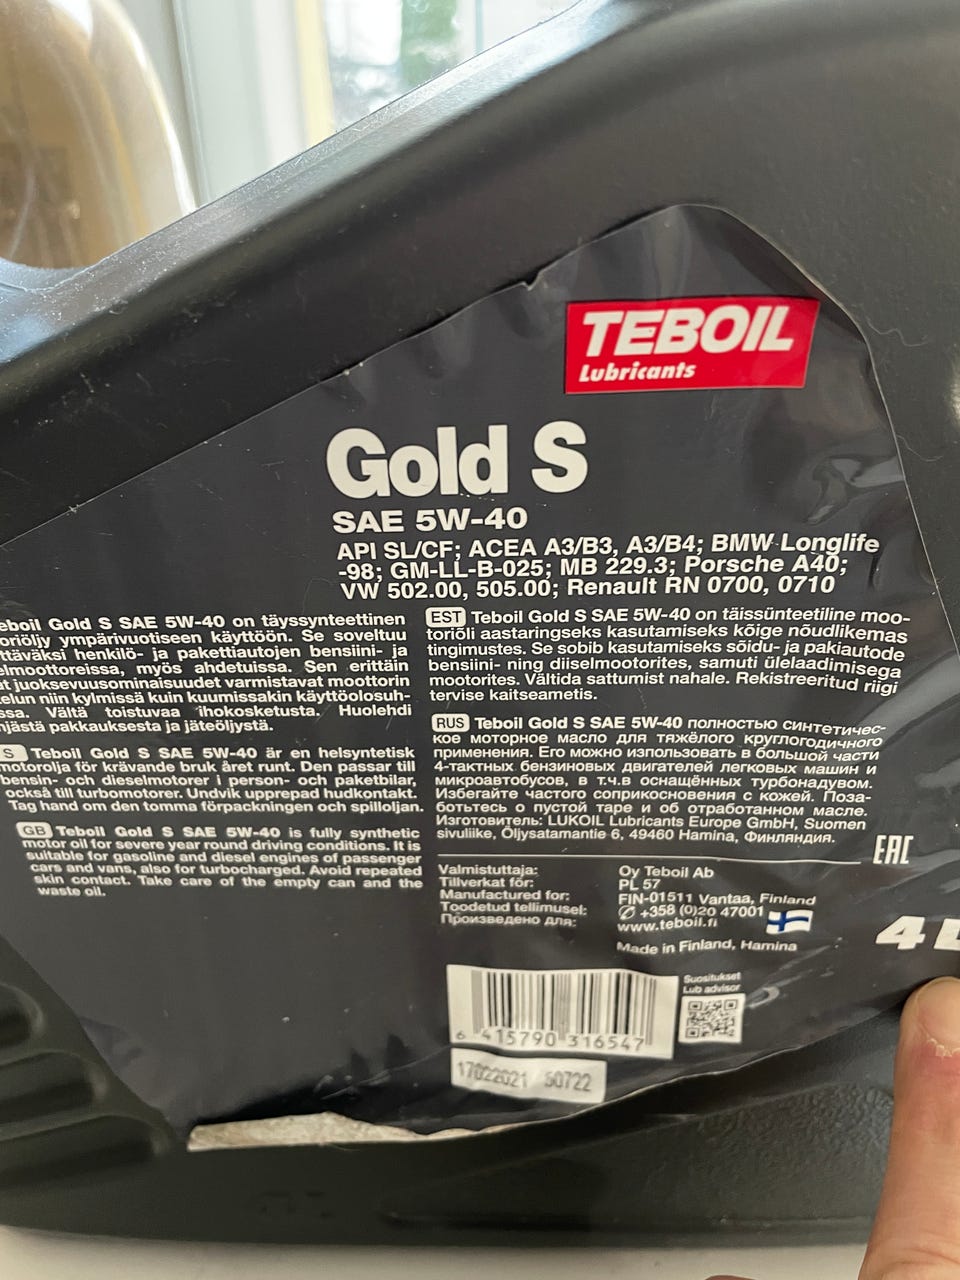 TEBOIL
Lubricants
Gold S
SAE 5W-40
API SL/CF; ACEA A3/B3, A3/B4; BMW Longlife
-98; GM-LL-B-025; MB 229.3; Porsche A40;
VW 502.00, 505.00; Renault RN 0700, 0710
Gold S SAE 5W-40 on täyssynteettinen
ympärivuotiseen käyttöön. Se soveltuu
henkilö- ja pakettiautojen bensiini- ja
myös ahdetuissa. Sen erittäin
juoksevuusominaisuudet varmistavat moottorin
niin kylmissä kuin kuumissakin käyttöolosuh-
Vältä toistuvaa ihokosketusta. Huolehdi
pakkauksesta ja jäteöljystä.
S Teboil Gold S SAE 5W-40 är en helsyntetisk
motorolja för krävande bruk året runt. Den passar till
bensin- och dieselmotorer i person- och paketbilar,
också till turbomotorer. Undvik upprepad hudkontakt.
Tag hand om den tomma förpackningen och spilloljan.
GB Teboil Gold S SAE 5W-40 is fully synthetic
motor oil for severe year round driving conditions. It is
suitable for gasoline and diesel engines of passenger
cars and vans, also for turbocharged. Avoid repeated
skin contact. Take care of the empty can and the
waste oil.
EST Teboil Gold S SAE 5W-40 on täissünteetiline moo-
toriõli aastaringseks kasutamiseks kõige nõudlikemas
tingimustes. Se sobib kasutamiseks sõidu- ja pakiautode
bensiini- ning diiselmootorites, samuti ülelaadimisega
mootorites. Vältida sattumist nahale. Rekistreeritud riigi
tervise kaitseametis.
RUS Teboil Gold S SAE 5W-40 полностью синтетичес-
кое моторное масло для тяжёлого круглогодичного
применения. Его можно изпользовать в большой части
4-тактных бензиновых двигателей легковых машин и
микроавтобусов, в т.ч.в оснащённых турбонадувом.
Избегайте частого соприкосновения с кожей. Поза-
ботьтесь о пустой таре и об отработанном масле.
Изготовитель: LUKOIL Lubricants Europe GmbH, Suomen
sivuliike, Öljysatamantie 6, 49460 Hamina, Финляндия.
EAC
Valmistuttaja:
Tillverkat för:
Manufactured for:
Toodetud tellimusel:
Произведено для:
Oy Teboil Ab
PL 57
FIN-01511 Vantaa, Finland
✆ +358 (0)20 47001
www.teboil.fi
Made in Finland, Hamina
4 L
Suositukset
Lub advisor
6 415790 316547
17022021 50722